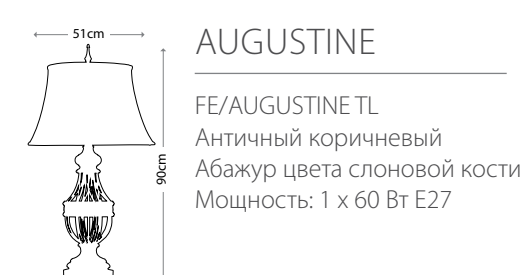 51cm
AUGUSTINE
90cm
FE/AUGUSTINE TL
Античный коричневый
Абажур цвета слоновой кости
Мощность: 1 x 60 Вт E27